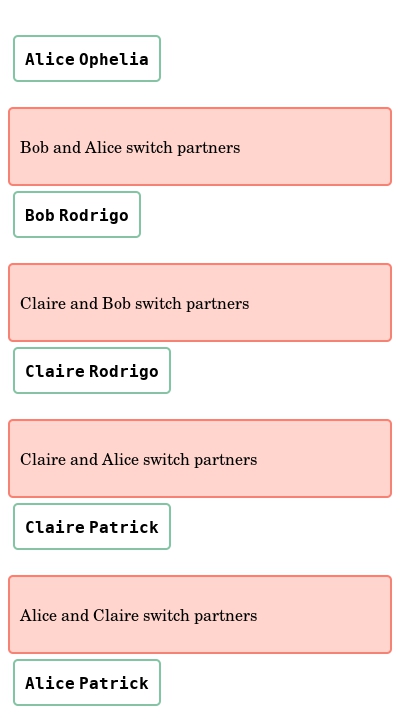 Alice Ophelia
Bob and Alice switch partners
Bob Rodrigo
Claire and Bob switch partners
Claire Rodrigo
Claire and Alice switch partners
Claire Patrick
Alice and Claire switch partners
Alice Patrick